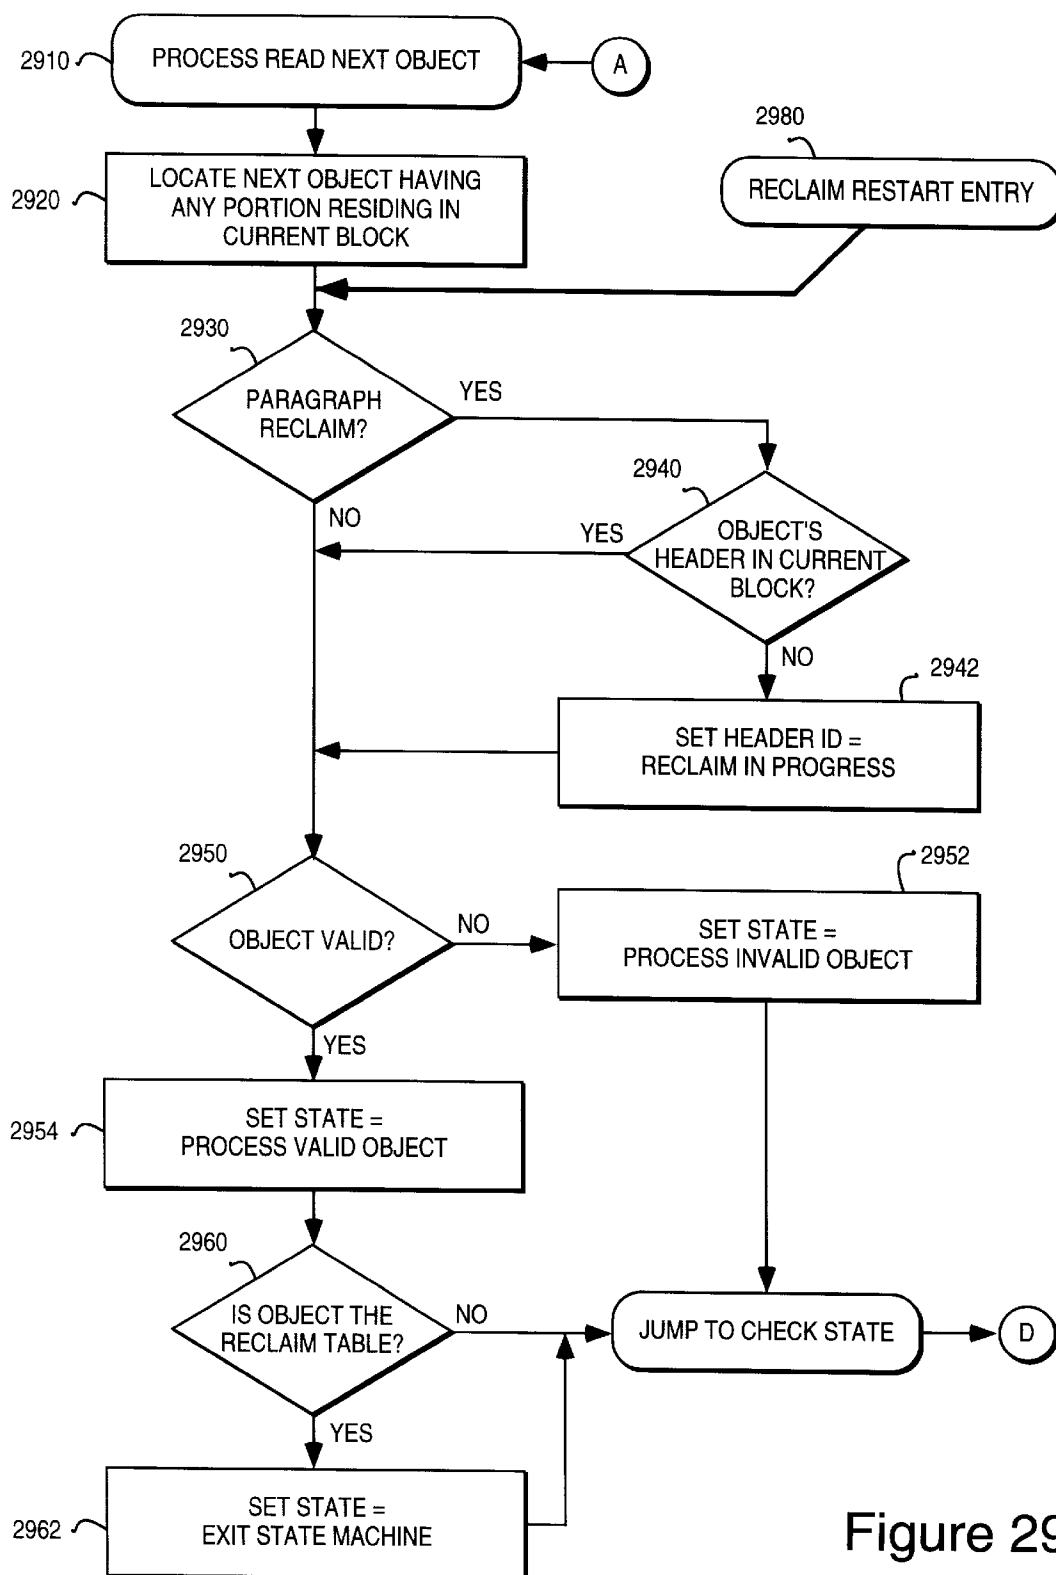 2910
PROCESS READ NEXT OBJECT
A
2980
RECLAIM RESTART ENTRY
2920
LOCATE NEXT OBJECT HAVING
ANY PORTION RESIDING IN
CURRENT BLOCK
2930
PARAGRAPH
RECLAIM?
YES
NO
2940
OBJECT'S
HEADER IN CURRENT
BLOCK?
YES
NO
2942
SET HEADER ID =
RECLAIM IN PROGRESS
2950
OBJECT VALID?
NO
YES
2952
SET STATE =
PROCESS INVALID OBJECT
2954
SET STATE =
PROCESS VALID OBJECT
2960
IS OBJECT THE
RECLAIM TABLE?
NO
YES
JUMP TO CHECK STATE
D
2962
SET STATE =
EXIT STATE MACHINE
Figure 29